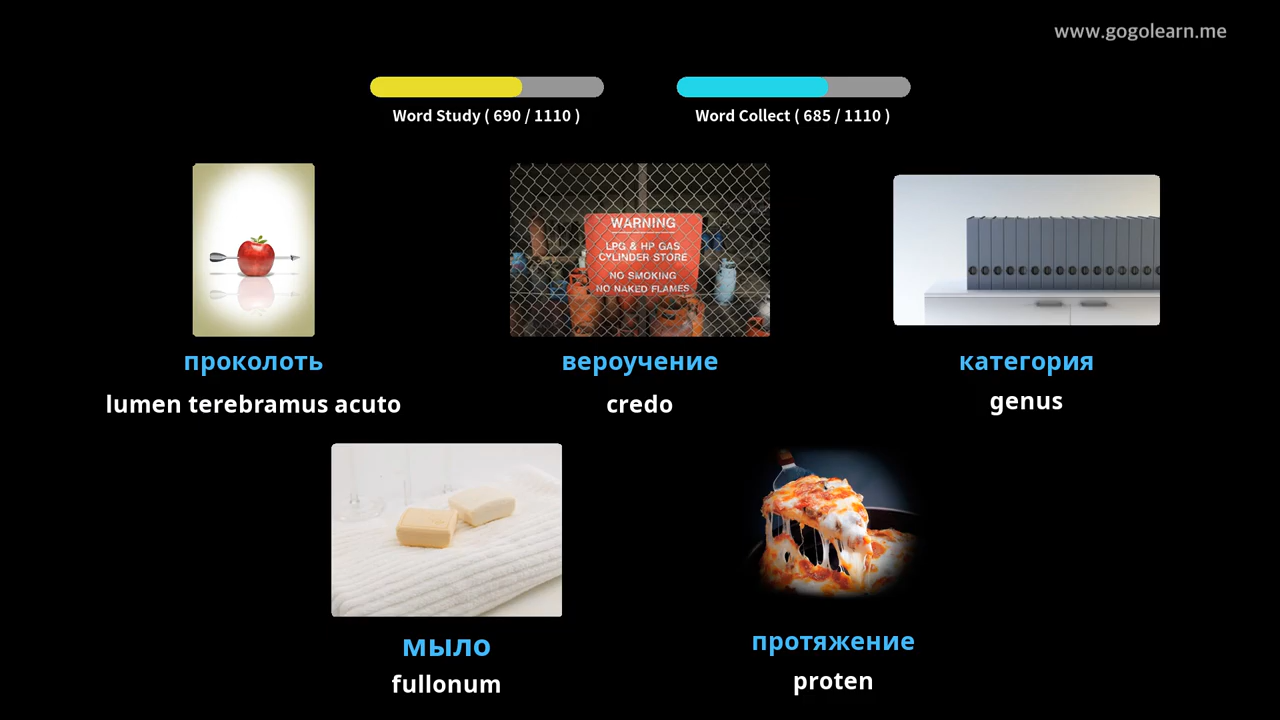 www.gogolearn.me
Word Study ( 690 / 1110 )
Word Collect ( 685 / 1110 )
WARNING
LPG & HP GAS
CYLINDER STORE
NO SMOKING
NO NAKED FLAMES
проколоть
вероучение
категория
lumen terebramus acuto
credo
genus
мыло
протяжение
fullonum
proten